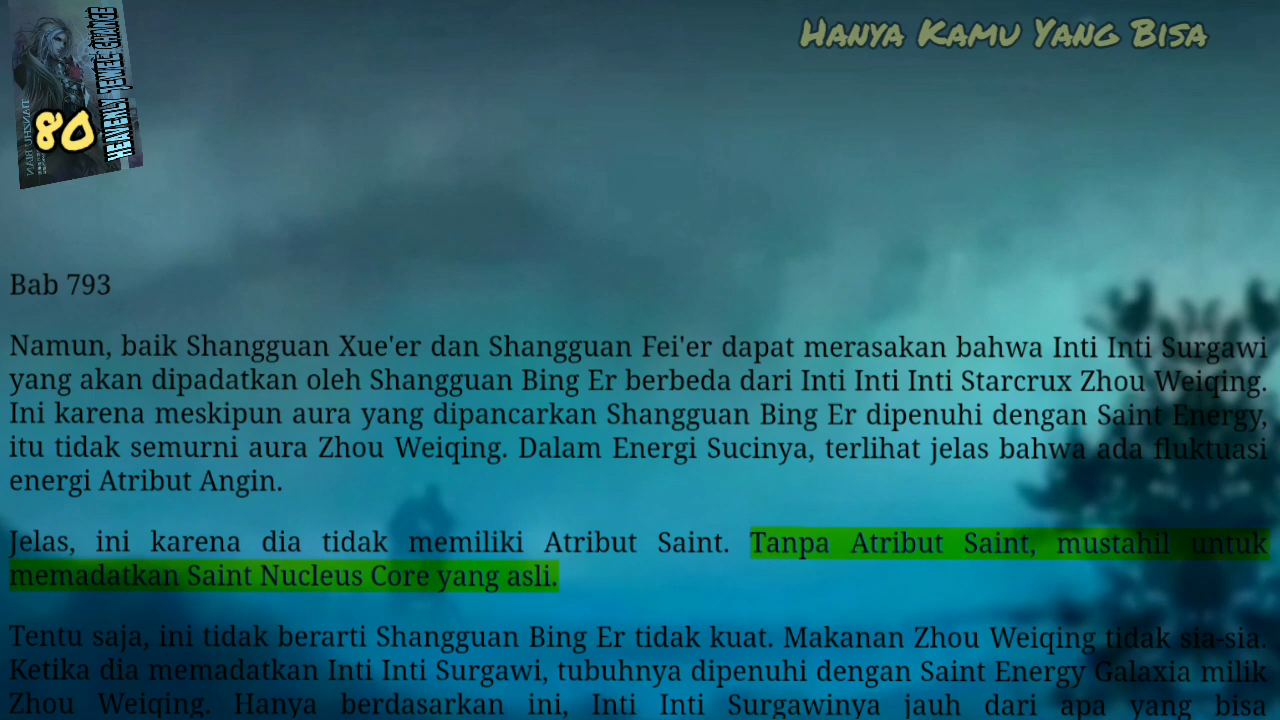 Hanya Kamu Yang Bisa
HEAVENLY JEWEL CHANGE
80
Bab 793
Namun, baik Shangguan Xue'er dan Shangguan Fei'er dapat merasakan bahwa Inti Inti Surgawi
yang akan dipadatkan oleh Shangguan Bing Er berbeda dari Inti Inti Inti Starcrux Zhou Weiqing.
Ini karena meskipun aura yang dipancarkan Shangguan Bing Er dipenuhi dengan Saint Energy,
itu tidak semurni aura Zhou Weiqing. Dalam Energi Sucinya, terlihat jelas bahwa ada fluktuasi
energi Atribut Angin.
Jelas, ini karena dia tidak memiliki Atribut Saint. Tanpa Atribut Saint, mustahil untuk
memadatkan Saint Nucleus Core yang asli.
Tentu saja, ini tidak berarti Shangguan Bing Er tidak kuat. Makanan Zhou Weiqing tidak sia-sia.
Ketika dia memadatkan Inti Inti Surgawi, tubuhnya dipenuhi dengan Saint Energy Galaxia milik
Zhou Weiqing. Hanya berdasarkan ini, Inti Inti Surgawinya jauh dari apa yang bisa